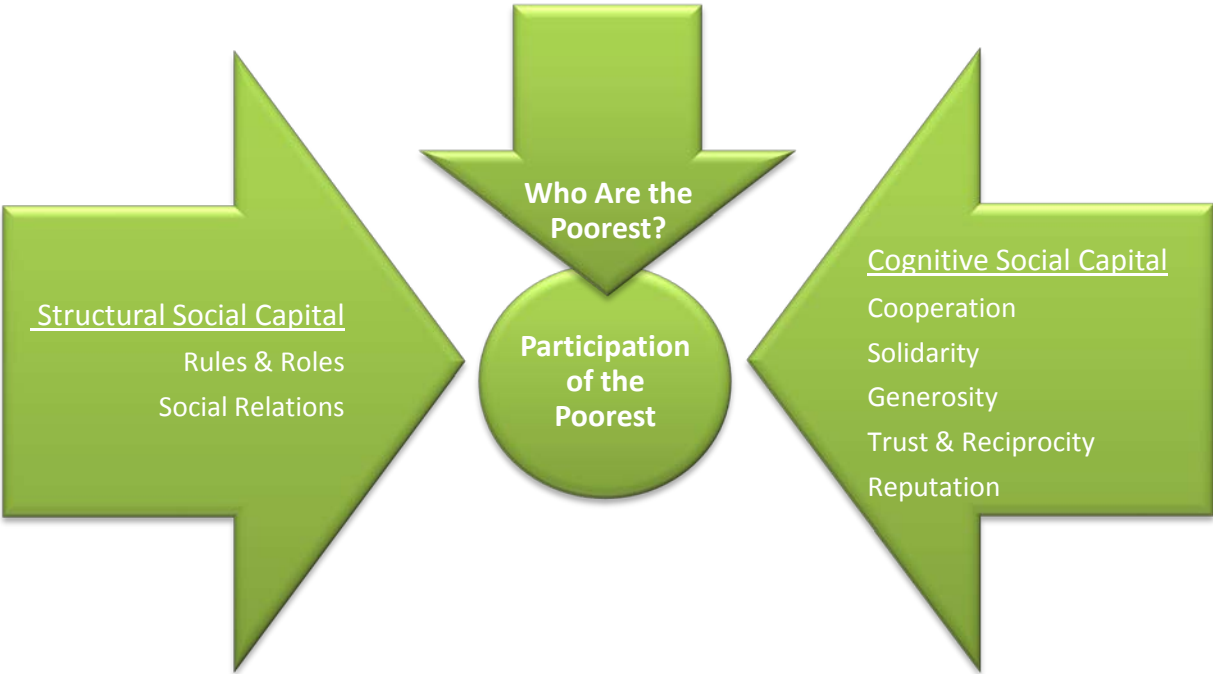 Who Are the
Poorest?
Structural Social Capital
Rules & Roles
Social Relations
Participation
of the
Poorest
Cognitive Social Capital
Cooperation
Solidarity
Generosity
Trust & Reciprocity
Reputation